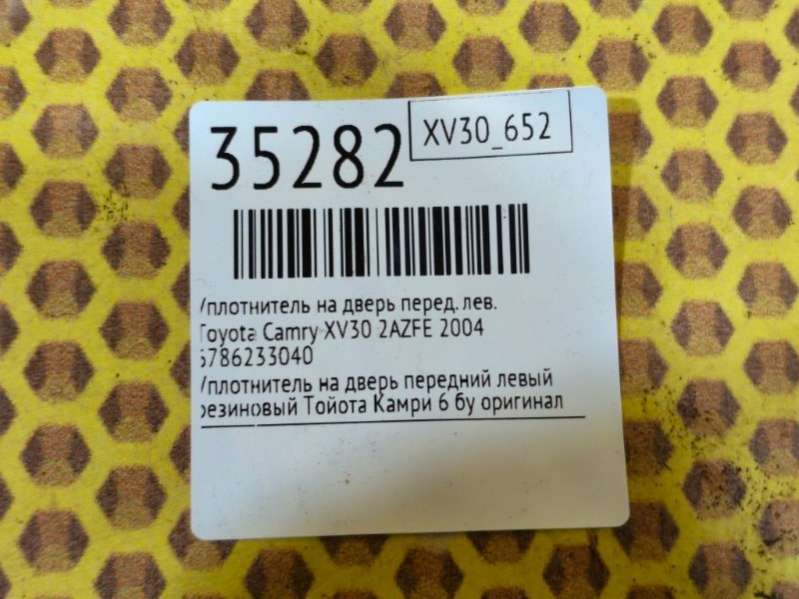 35282
XV30_652
Уплотнитель на дверь перед. лев.
Toyota Camry XV30 2AZFE 2004
6786233040
Уплотнитель на дверь передний левый
резиновый Тойота Камри 6 бу оригинал